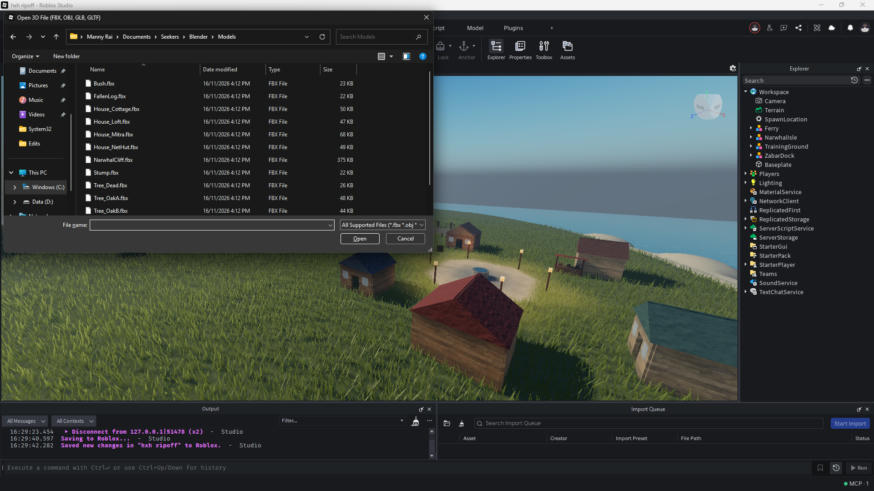 hxh ripoff - Roblox Studio
Open 3D File (FBX, OBJ, GLB, GLTF)
Manny Rai > Documents > Seekers > Blender > Models
Search Models
Organize
New folder
Name Date modified Type Size
Documents
Pictures
Music
Videos
System32
Edits
This PC
Windows (C:)
Data (D:)
Bush.fbx 16/11/2026 4:12 PM FBX File 23 KB
FallenLog.fbx 16/11/2026 4:12 PM FBX File 22 KB
House_Cottage.fbx 16/11/2026 4:12 PM FBX File 50 KB
House_Loft.fbx 16/11/2026 4:12 PM FBX File 47 KB
House_Mitra.fbx 16/11/2026 4:12 PM FBX File 68 KB
House_NetHut.fbx 16/11/2026 4:12 PM FBX File 49 KB
NarwhalCliff.fbx 16/11/2026 4:12 PM FBX File 375 KB
Stump.fbx 16/11/2026 4:12 PM FBX File 22 KB
Tree_Dead.fbx 16/11/2026 4:12 PM FBX File 26 KB
Tree_OakA.fbx 16/11/2026 4:12 PM FBX File 48 KB
Tree_OakB.fbx 16/11/2026 4:12 PM FBX File 44 KB
File name:
All Supported Files (*.fbx *.obj *
Open
Cancel
Script Model Plugins
Lock
Anchor
Explorer
Properties
Toolbox
Assets
Explorer
Search
Workspace
Camera
Terrain
SpawnLocation
Ferry
NarwhalIsle
TrainingGround
ZabarDock
Baseplate
Players
Lighting
MaterialService
NetworkClient
ReplicatedFirst
ReplicatedStorage
ServerScriptService
ServerStorage
StarterGui
StarterPack
StarterPlayer
Teams
SoundService
TextChatService
Output
All Messages
All Contexts
Filter...
16:29:23.454 Disconnect from 127.0.0.1|51478 (x2) - Studio
16:29:40.597 Saving to Roblox... - Studio
16:29:42.282 Saved new changes in "hxh ripoff" to Roblox. - Studio
Import Queue
Search Import Queue
Start Import
Asset Creator Import Preset File Path Status
Execute a command with Ctrl+↵ or use Ctrl+Up/Down for history
Run
MCP · 1